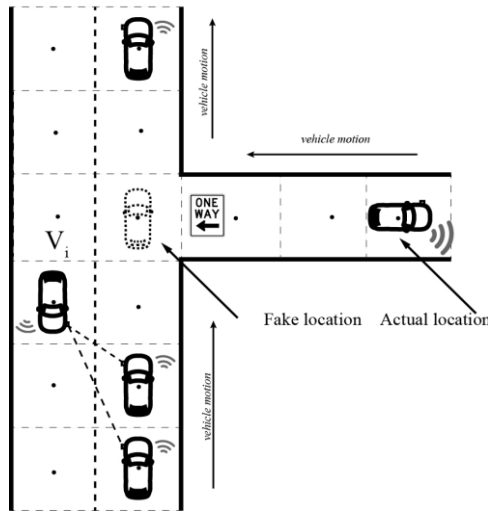 vehicle motion
vehicle motion
ONE
WAY
V i
Fake location
Actual location
vehicle motion